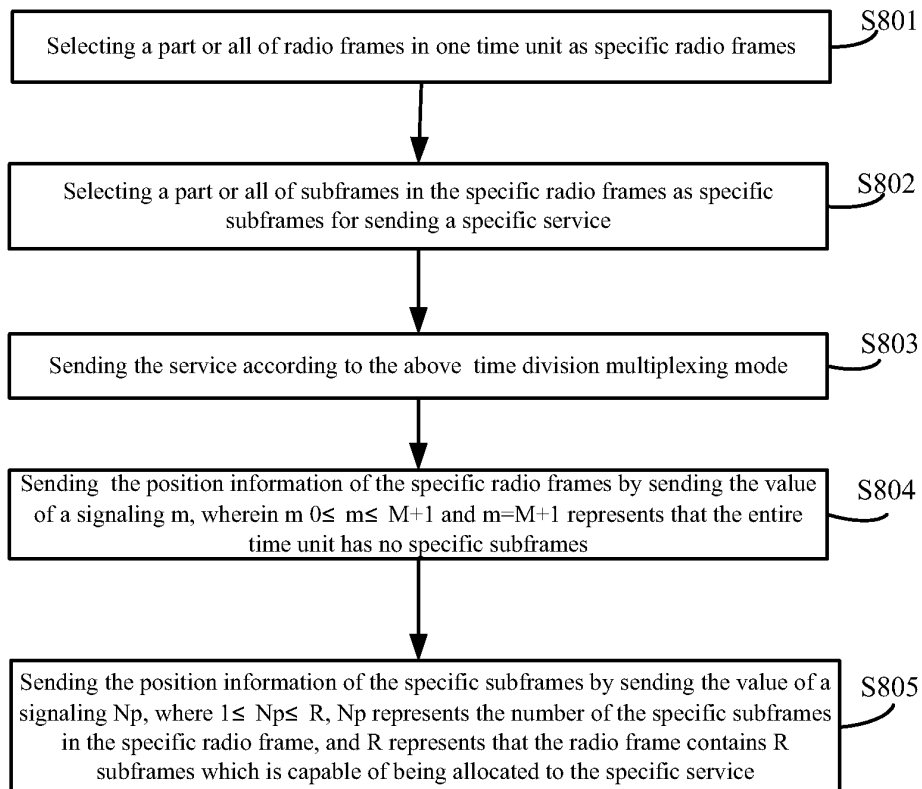 S801
Selecting a part or all of radio frames in one time unit as specific radio frames
S802
Selecting a part or all of subframes in the specific radio frames as specific
subframes for sending a specific service
S803
Sending the service according to the above time division multiplexing mode
S804
Sending the position information of the specific radio frames by sending the value
of a signaling m, wherein m 0≤ m≤ M+1 and m=M+1 represents that the entire
time unit has no specific subframes
S805
Sending the position information of the specific subframes by sending the value of a
signaling Np, where 1≤ Np≤ R, Np represents the number of the specific subframes
in the specific radio frame, and R represents that the radio frame contains R
subframes which is capable of being allocated to the specific service